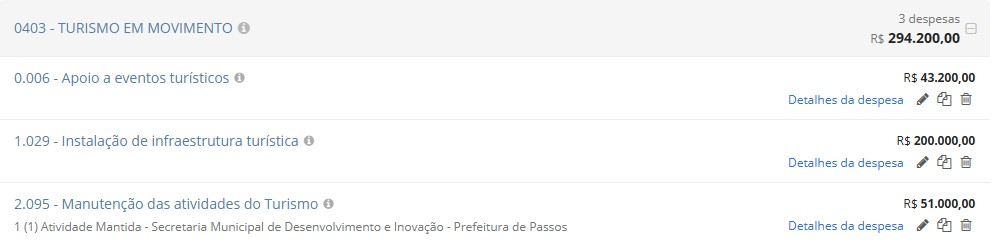 0403 - TURISMO EM MOVIMENTO
3 despesas
R$ 294.200,00
0.006 - Apoio a eventos turísticos
R$ 43.200,00
Detalhes da despesa
1.029 - Instalação de infraestrutura turística
R$ 200.000,00
Detalhes da despesa
2.095 - Manutenção das atividades do Turismo
R$ 51.000,00
1 (1) Atividade Mantida - Secretaria Municipal de Desenvolvimento e Inovação - Prefeitura de Passos
Detalhes da despesa